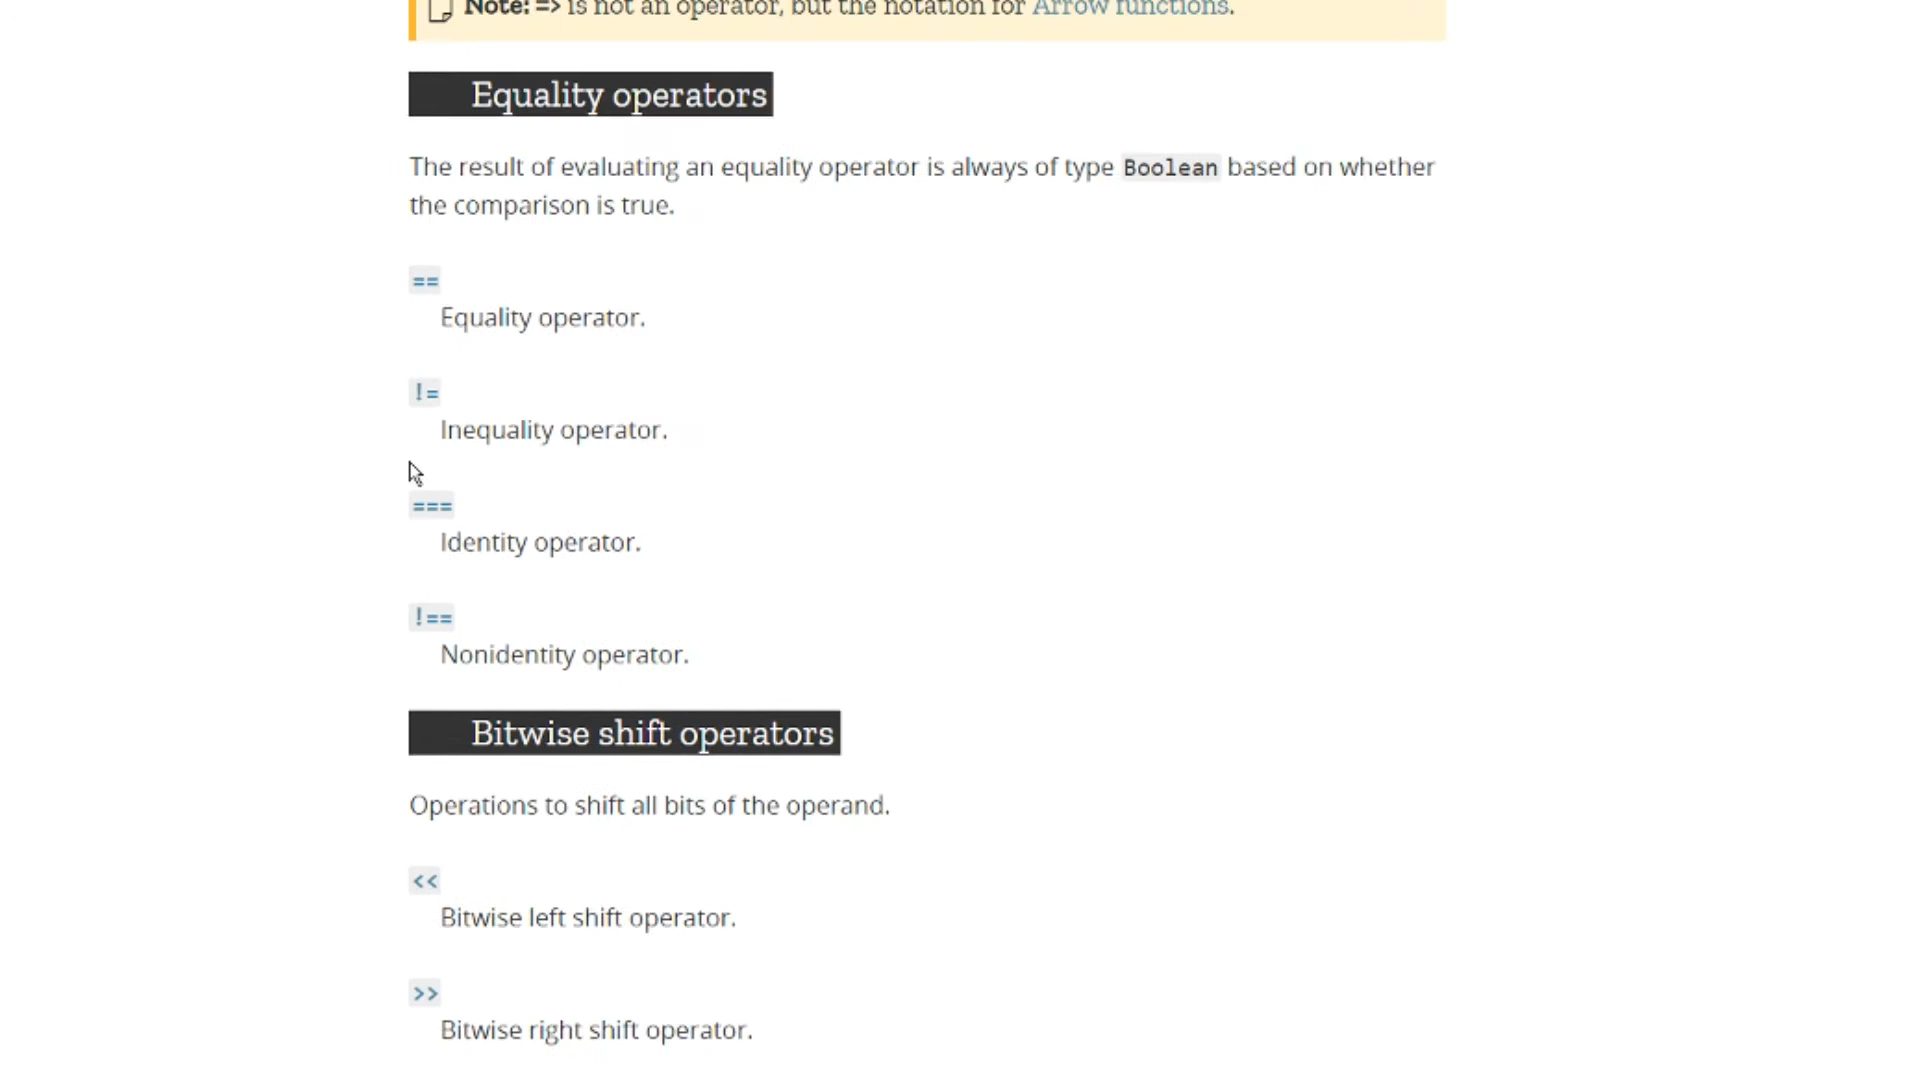 Note: => is not an operator, but the notation for Arrow functions.
Equality operators
The result of evaluating an equality operator is always of type Boolean based on whether
the comparison is true.
==
Equality operator.
!=
Inequality operator.
===
Identity operator.
!==
Nonidentity operator.
Bitwise shift operators
Operations to shift all bits of the operand.
<<
Bitwise left shift operator.
>>
Bitwise right shift operator.